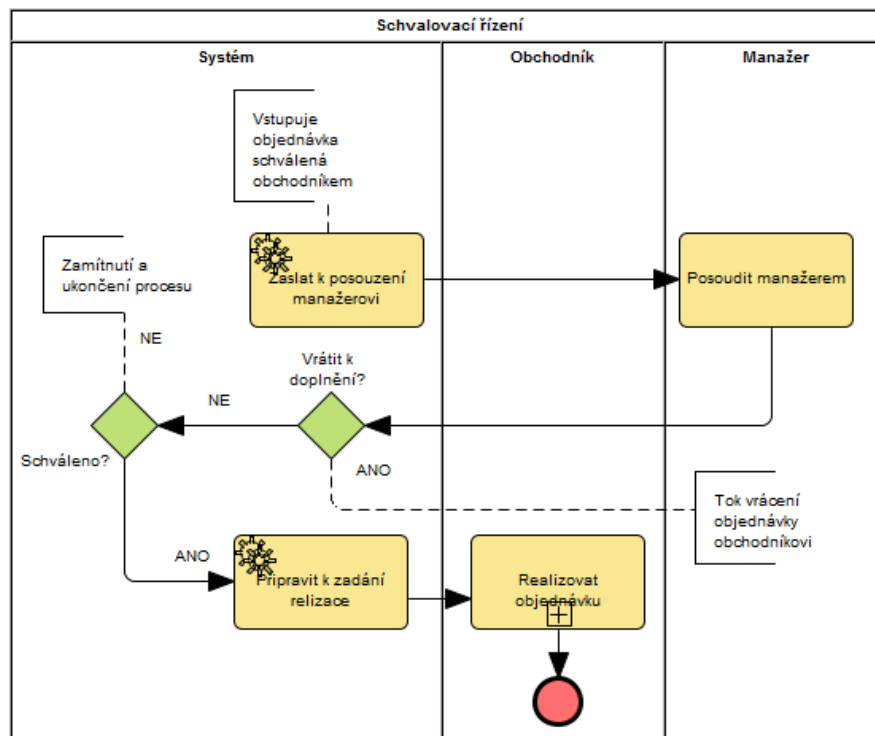 Schvalovací řízení
Systém
Obchodník
Manažer
Vstupuje
objednávka
schválená
obchodníkem
Zamítnutí a
ukončení procesu
Zaslat k posouzení
manažerovi
Posoudit manažerem
NE
Vrátit k
doplnění?
NE
Schváleno?
ANO
Tok vrácení
objednávky
obchodníkovi
ANO
Připravit k zadání
relizace
Realizovat
objednávku